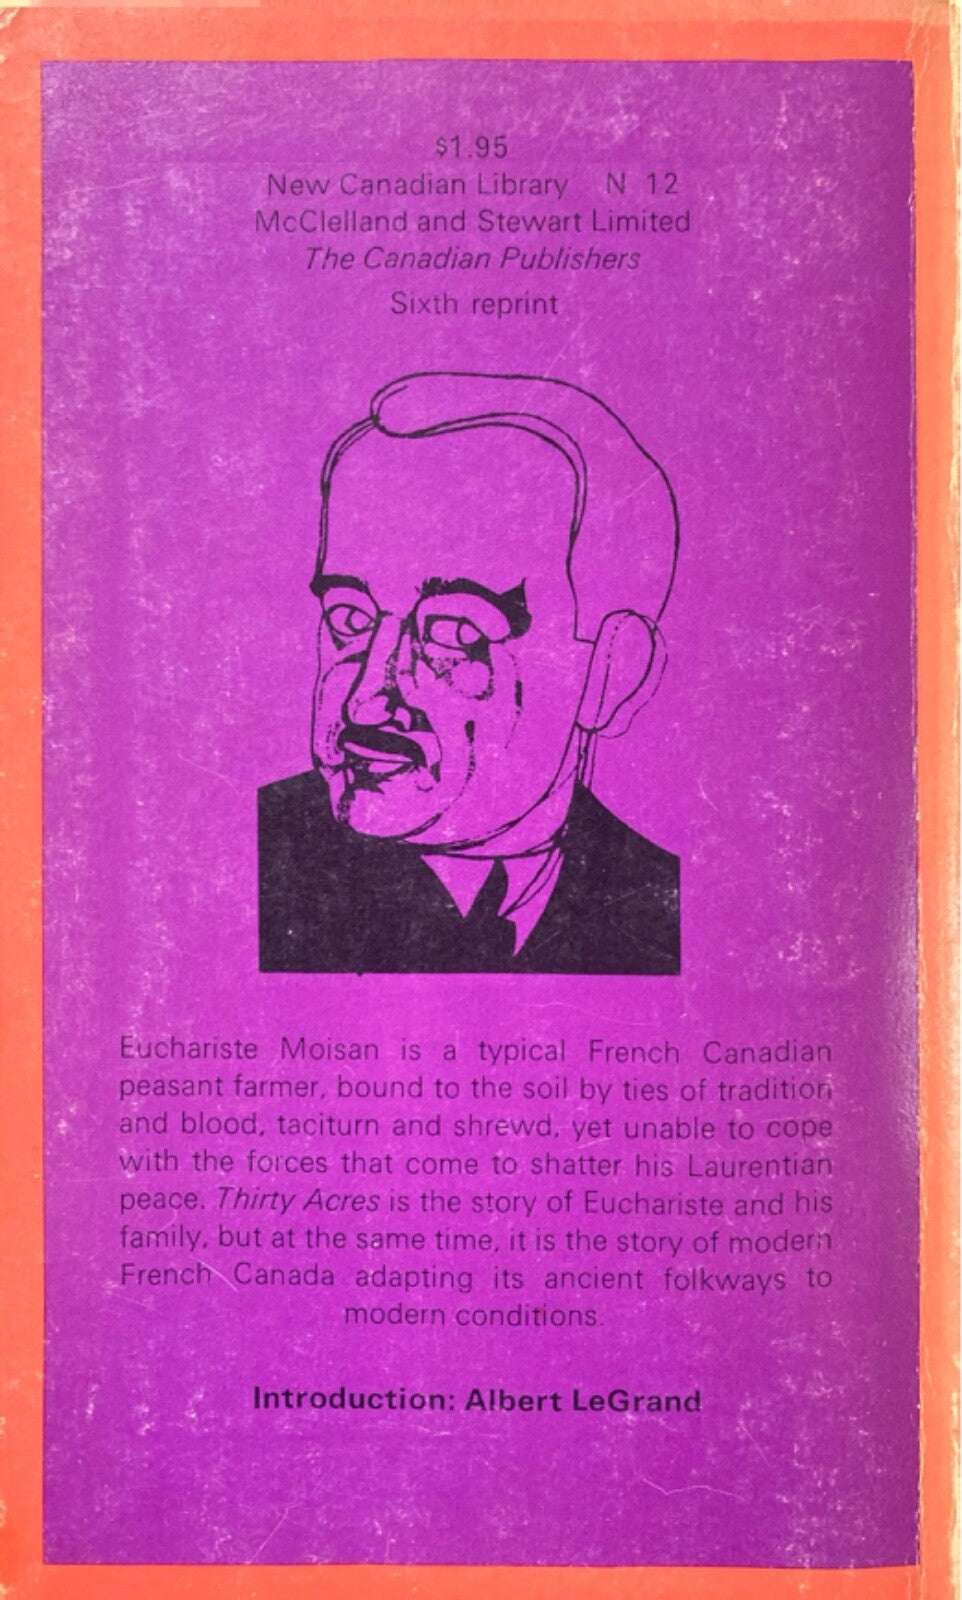 $1.95
New Canadian Library N 12
McClelland and Stewart Limited
The Canadian Publishers
Sixth reprint
Euchariste Moisan is a typical French Canadian
peasant farmer, bound to the soil by ties of tradition
and blood, taciturn and shrewd, yet unable to cope
with the forces that come to shatter his Laurentian
peace. Thirty Acres is the story of Euchariste and his
family, but at the same time, it is the story of modern
French Canada adapting its ancient folkways to
modern conditions.
Introduction: Albert LeGrand